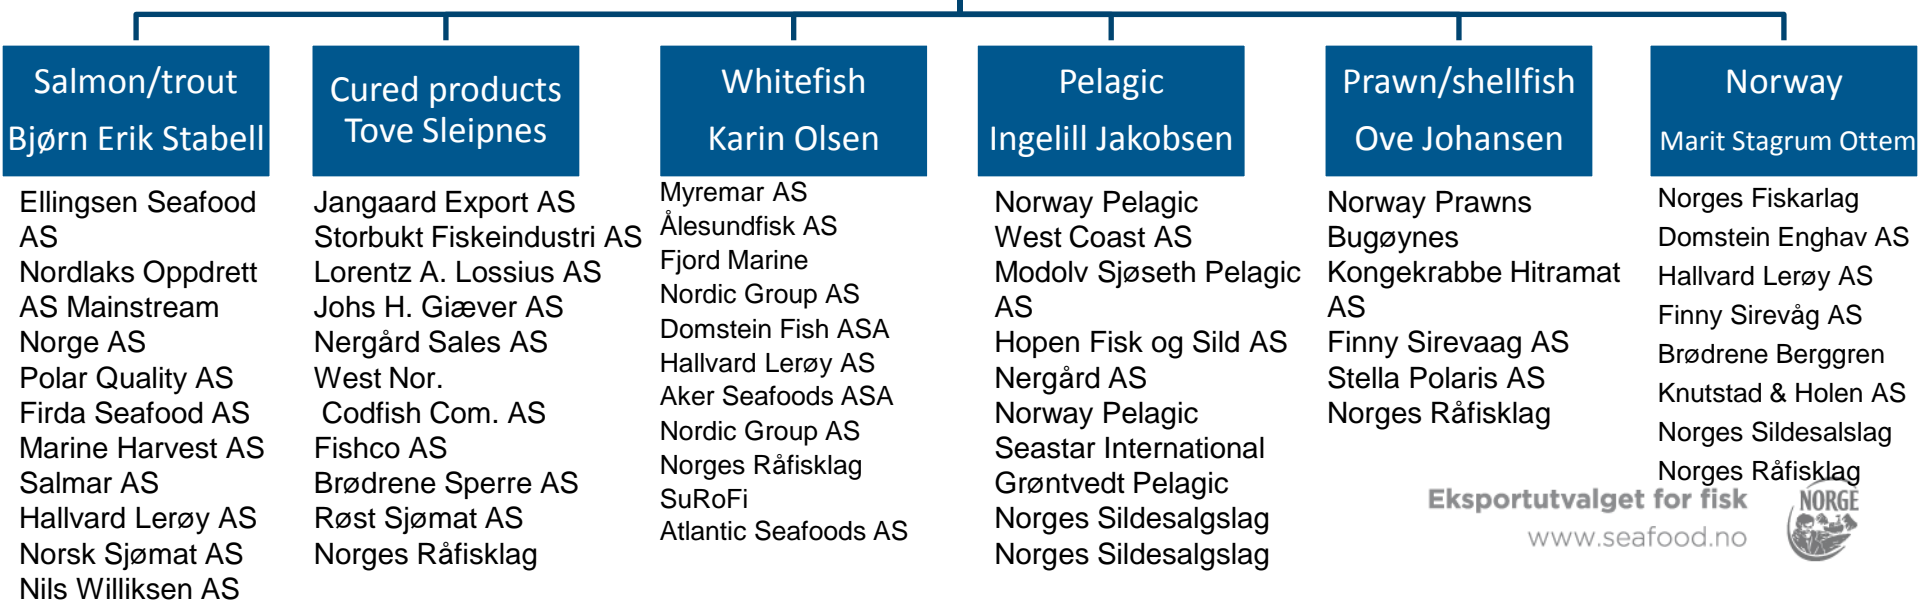 Salmon/trout
Bjørn Erik Stabell
Ellingsen Seafood
AS
Nordlaks Oppdrett
AS Mainstream
Norge AS
Polar Quality AS
Firda Seafood AS
Marine Harvest AS
Salmar AS
Hallvard Lerøy AS
Norsk Sjømat AS
Nils Williksen AS
Cured products
Tove Sleipnes
Jangaard Export AS
Storbukt Fiskeindustri AS
Lorentz A. Lossius AS
Johs H. Giæver AS
Nergård Sales AS
West Nor.
Codfish Com. AS
Fishco AS
Brødrene Sperre AS
Røst Sjømat AS
Norges Råfisklag
Whitefish
Karin Olsen
Myremar AS
Ålesundfisk AS
Fjord Marine
Nordic Group AS
Domstein Fish ASA
Hallvard Lerøy AS
Aker Seafoods ASA
Nordic Group AS
Norges Råfisklag
SuRoFi
Atlantic Seafoods AS
Pelagic
Ingelill Jakobsen
Norway Pelagic
West Coast AS
Modolv Sjøseth Pelagic
AS
Hopen Fisk og Sild AS
Nergård AS
Norway Pelagic
Seastar International
Grøntvedt Pelagic
Norges Sildesalgslag
Norges Sildesalgslag
Prawn/shellfish
Ove Johansen
Norway Prawns
Bugøynes
Kongekrabbe Hitramat
AS
Finny Sirevaag AS
Stella Polaris AS
Norges Råfisklag
Norway
Marit Stagrum Ottem
Norges Fiskarlag
Domstein Enghav AS
Hallvard Lerøy AS
Finny Sirevåg AS
Brødrene Berggren
Knutstad & Holen AS
Norges Sildesalslag
Norges Råfisklag
Eksportutvalget for fisk
www.seafood.no
NORGE